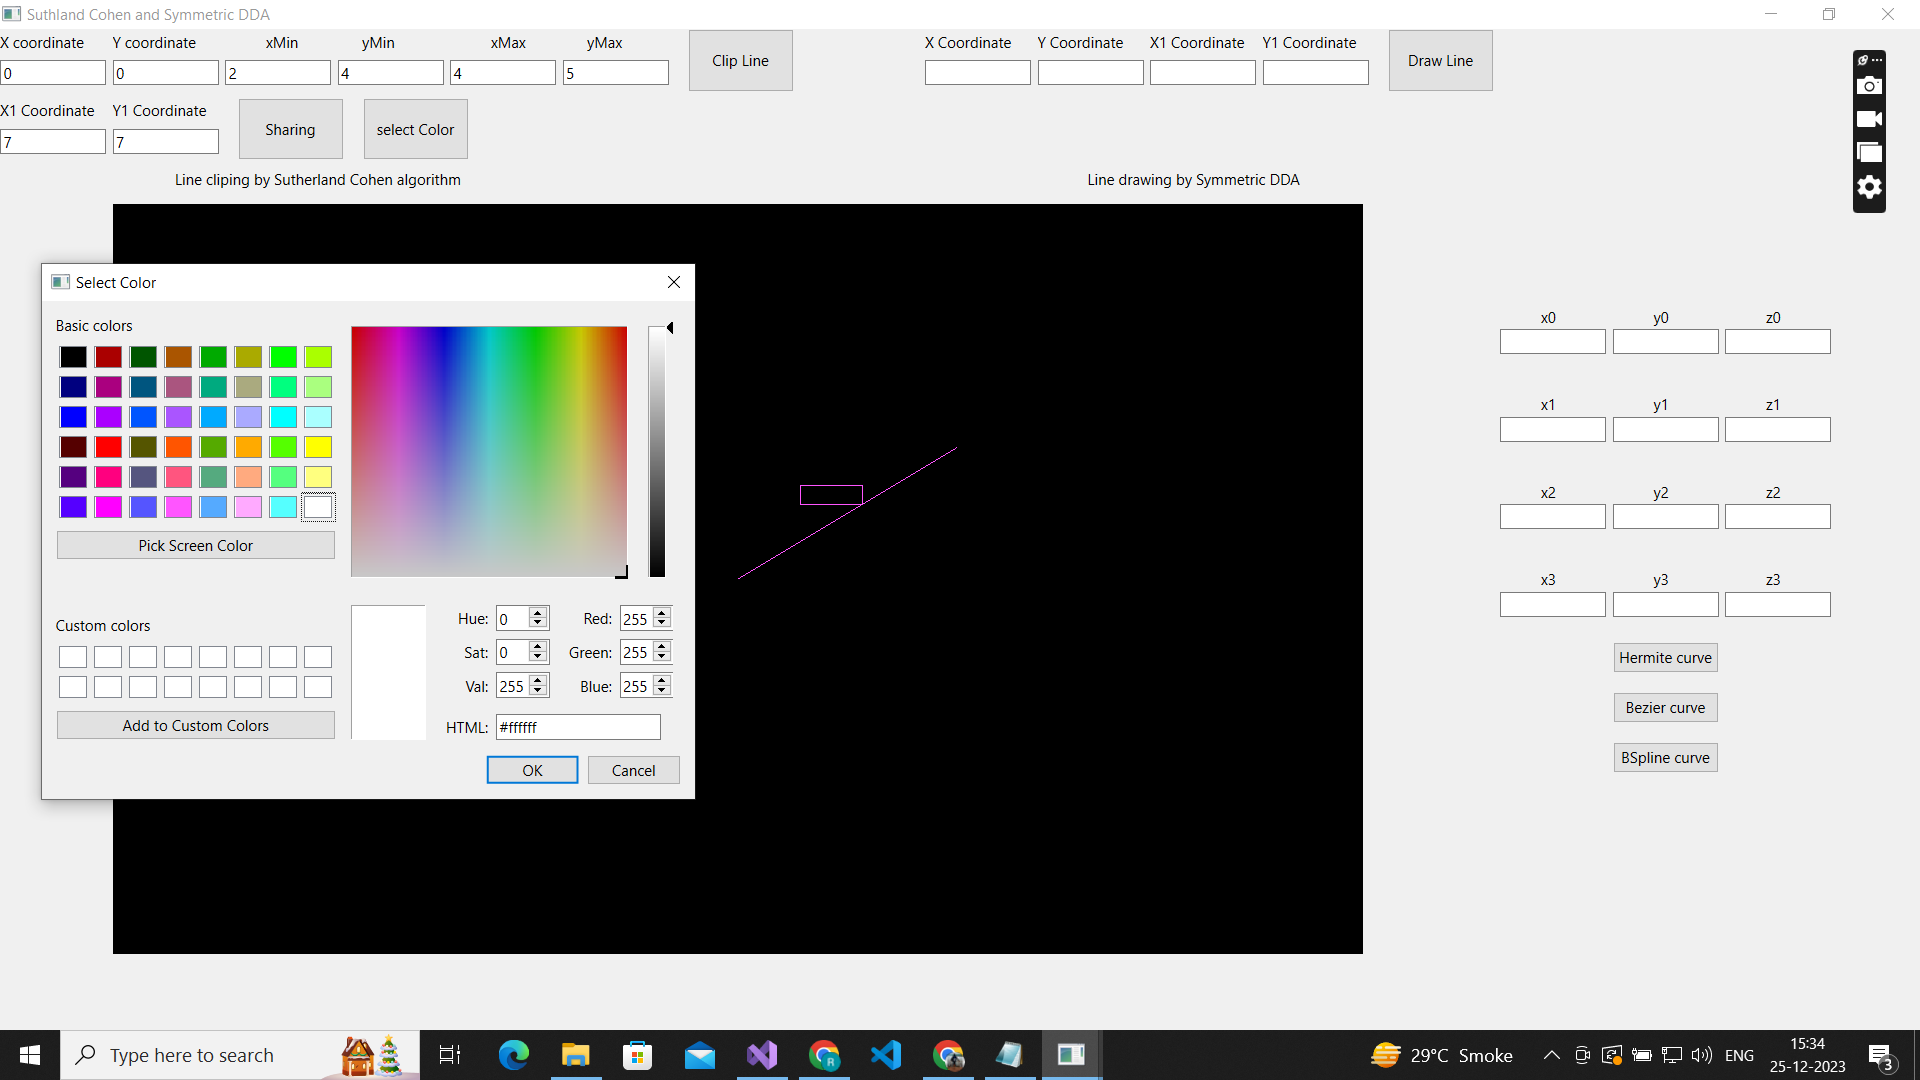 Suthland Cohen and Symmetric DDA
X coordinate Y coordinate xMin yMin xMax yMax
0 0 2 4 4 5
Clip Line
X Coordinate Y Coordinate X1 Coordinate Y1 Coordinate
Draw Line
X1 Coordinate Y1 Coordinate
7 7
Sharing
select Color
Line cliping by Sutherland Cohen algorithm
Line drawing by Symmetric DDA
Select Color
Basic colors
Pick Screen Color
Custom colors
Add to Custom Colors
Hue: 0 Red: 255
Sat: 0 Green: 255
Val: 255 Blue: 255
HTML: #ffffff
OK Cancel
x0 y0 z0
x1 y1 z1
x2 y2 z2
x3 y3 z3
Hermite curve
Bezier curve
BSpline curve
Type here to search
R
29°C Smoke
ENG
15:34
25-12-2023
3